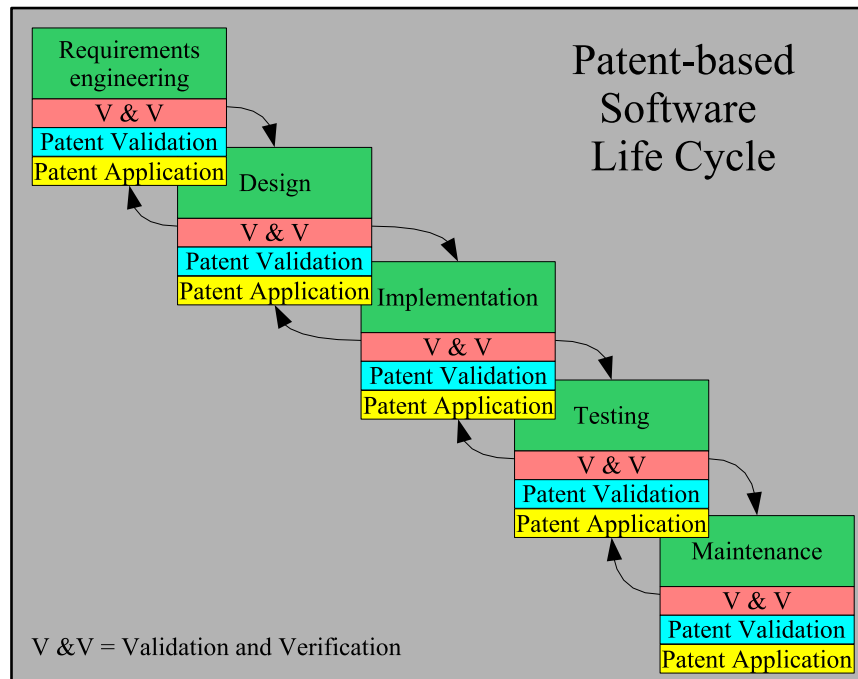 Patent-based
Software
Life Cycle
Requirements
engineering
V & V
Patent Validation
Patent Application
Design
V & V
Patent Validation
Patent Application
Implementation
V & V
Patent Validation
Patent Application
Testing
V & V
Patent Validation
Patent Application
Maintenance
V & V
Patent Validation
Patent Application
V &V = Validation and Verification